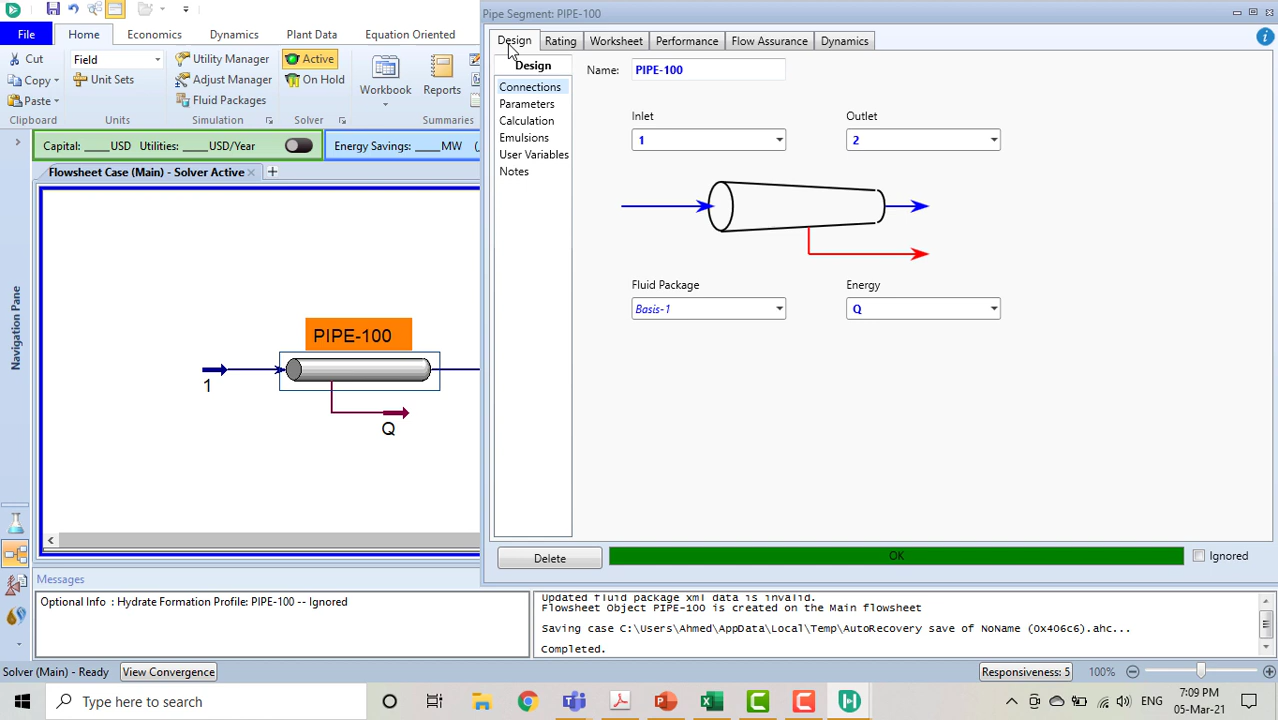 Pipe Segment: PIPE-100
File Home Economics Dynamics Plant Data Equation Oriented
Cut
Copy
Paste
Clipboard
Field
Unit Sets
Units
Utility Manager
Adjust Manager
Fluid Packages
Simulation
Active
On Hold
Solver
Workbook
Reports
Summaries
Capital: ____USD Utilities: ____USD/Year
Energy Savings: ____MW
Flowsheet Case (Main) - Solver Active
Navigation Pane
PIPE-100
1
Q
Design Rating Worksheet Performance Flow Assurance Dynamics
Design
Connections
Parameters
Calculation
Emulsions
User Variables
Notes
Name: PIPE-100
Inlet
1
Outlet
2
Fluid Package
Basis-1
Energy
Q
Delete
OK
Ignored
Messages
Optional Info : Hydrate Formation Profile: PIPE-100 -- Ignored
Updated fluid package xml data is invalid.
Flowsheet Object PIPE-100 is created on the Main flowsheet
Saving case C:\Users\Ahmed\AppData\Local\Temp\AutoRecovery save of NoName (0x406c6).ahc...
Completed.
Solver (Main) - Ready
View Convergence
Responsiveness: 5
100%
Type here to search
ENG
7:09 PM
05-Mar-21